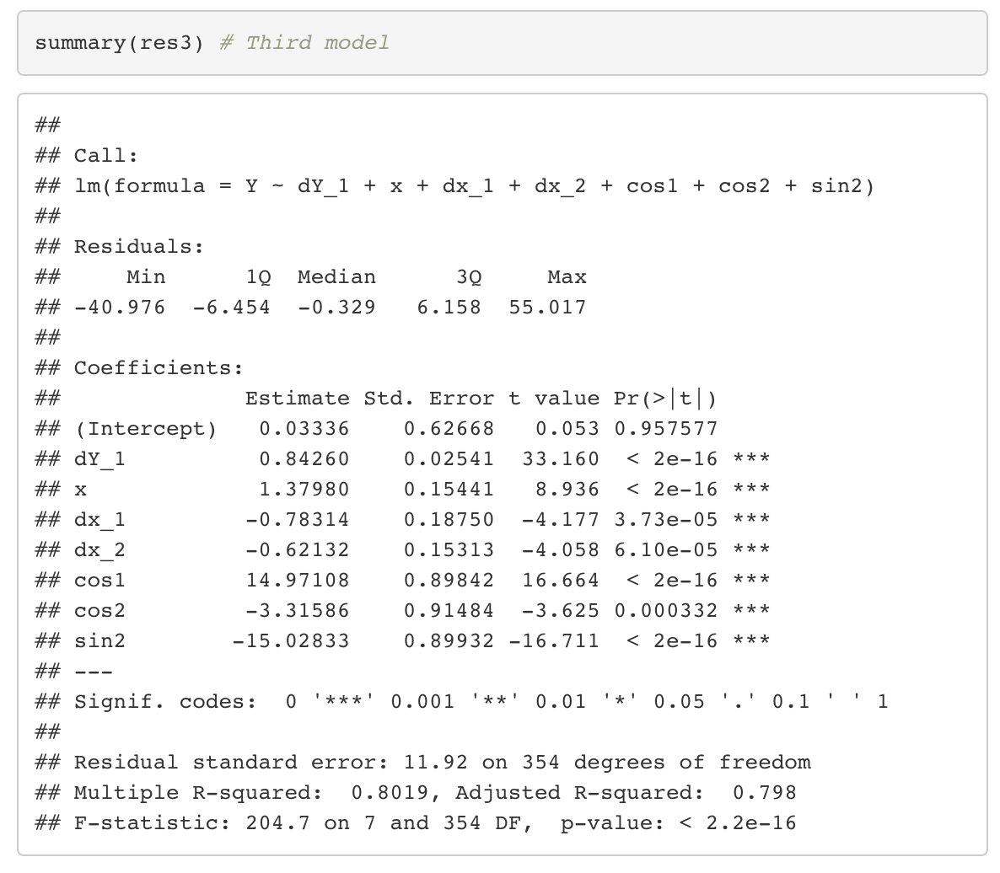 summary(res3) # Third model
##
## Call:
## lm(formula = Y ~ dY_1 + x + dx_1 + dx_2 + cos1 + cos2 + sin2)
##
## Residuals:
##     Min      1Q  Median      3Q     Max
## -40.976  -6.454  -0.329   6.158  55.017
##
## Coefficients:
##              Estimate Std. Error t value Pr(>|t|)
## (Intercept)   0.03336    0.62668   0.053 0.957577
## dY_1          0.84260    0.02541  33.160  < 2e-16 ***
## x             1.37980    0.15441   8.936  < 2e-16 ***
## dx_1         -0.78314    0.18750  -4.177 3.73e-05 ***
## dx_2         -0.62132    0.15313  -4.058 6.10e-05 ***
## cos1         14.97108    0.89842  16.664  < 2e-16 ***
## cos2         -3.31586    0.91484  -3.625 0.000332 ***
## sin2        -15.02833    0.89932 -16.711  < 2e-16 ***
## ---
## Signif. codes:  0 '***' 0.001 '**' 0.01 '*' 0.05 '.' 0.1 ' ' 1
##
## Residual standard error: 11.92 on 354 degrees of freedom
## Multiple R-squared:  0.8019, Adjusted R-squared:  0.798
## F-statistic: 204.7 on 7 and 354 DF,  p-value: < 2.2e-16